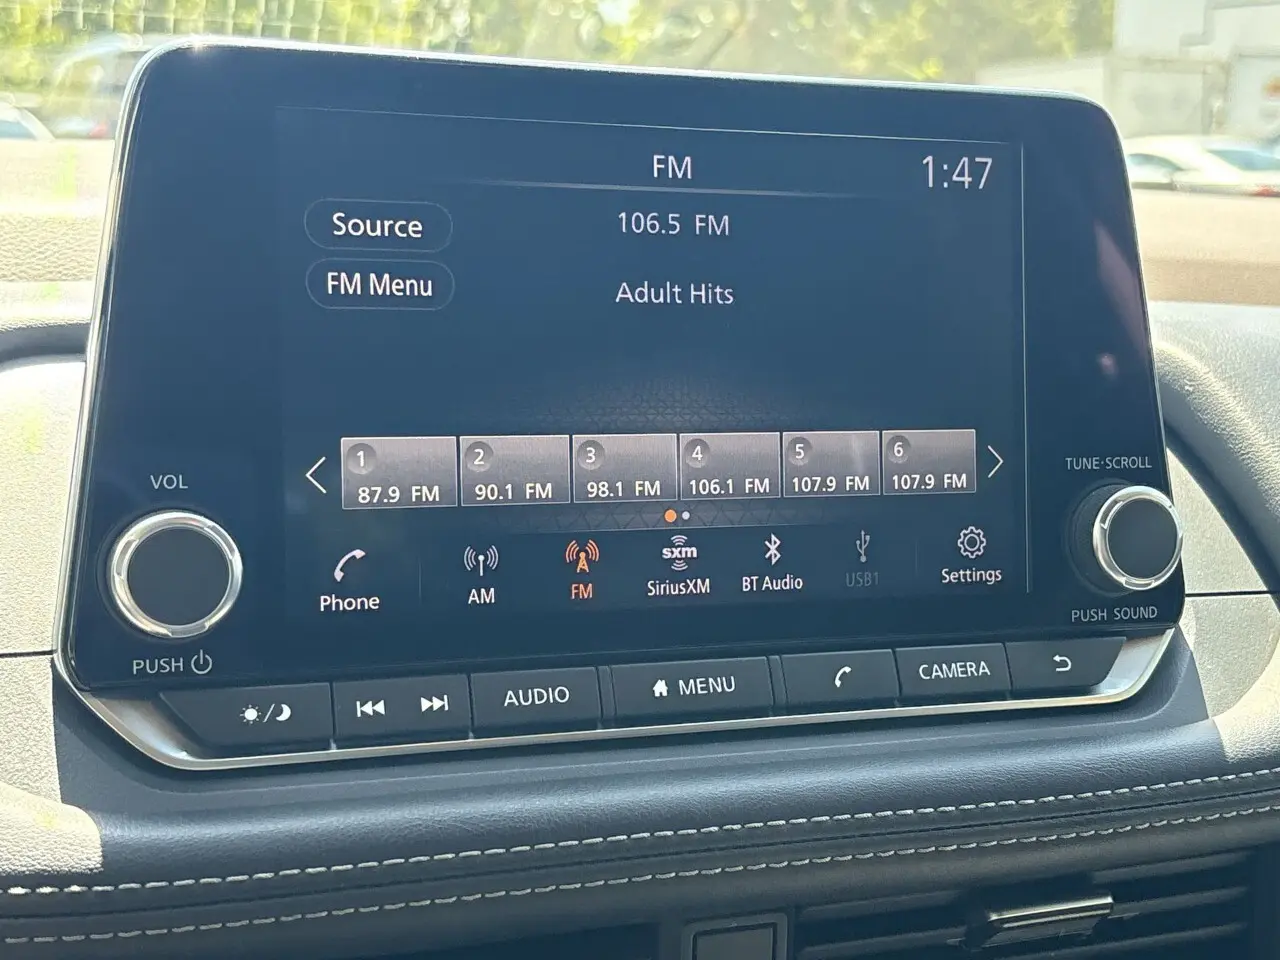 FM
1:47
Source
106.5 FM
FM Menu
Adult Hits
1
2
3
4
5
6
87.9 FM
90.1 FM
98.1 FM
106.1 FM
107.9 FM
107.9 FM
VOL
PUSH
TUNE·SCROLL
PUSH SOUND
Phone
AM
FM
sxm
SiriusXM
BT Audio
USB1
Settings
AUDIO
MENU
CAMERA